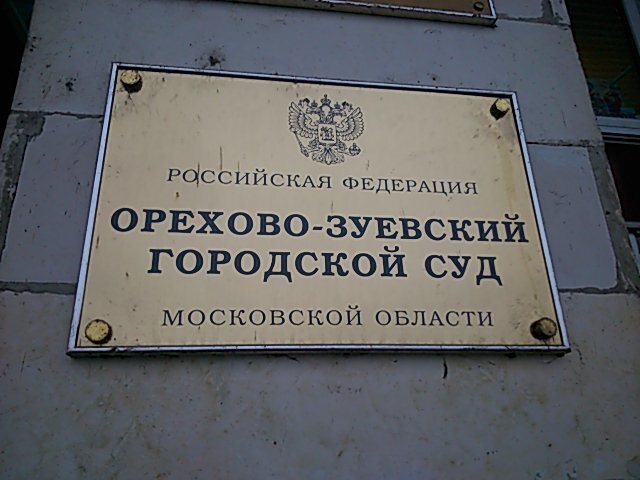 РОССИЙСКАЯ ФЕДЕРАЦИЯ
ОРЕХОВО-ЗУЕВСКИЙ
ГОРОДСКОЙ СУД
МОСКОВСКОЙ ОБЛАСТИ